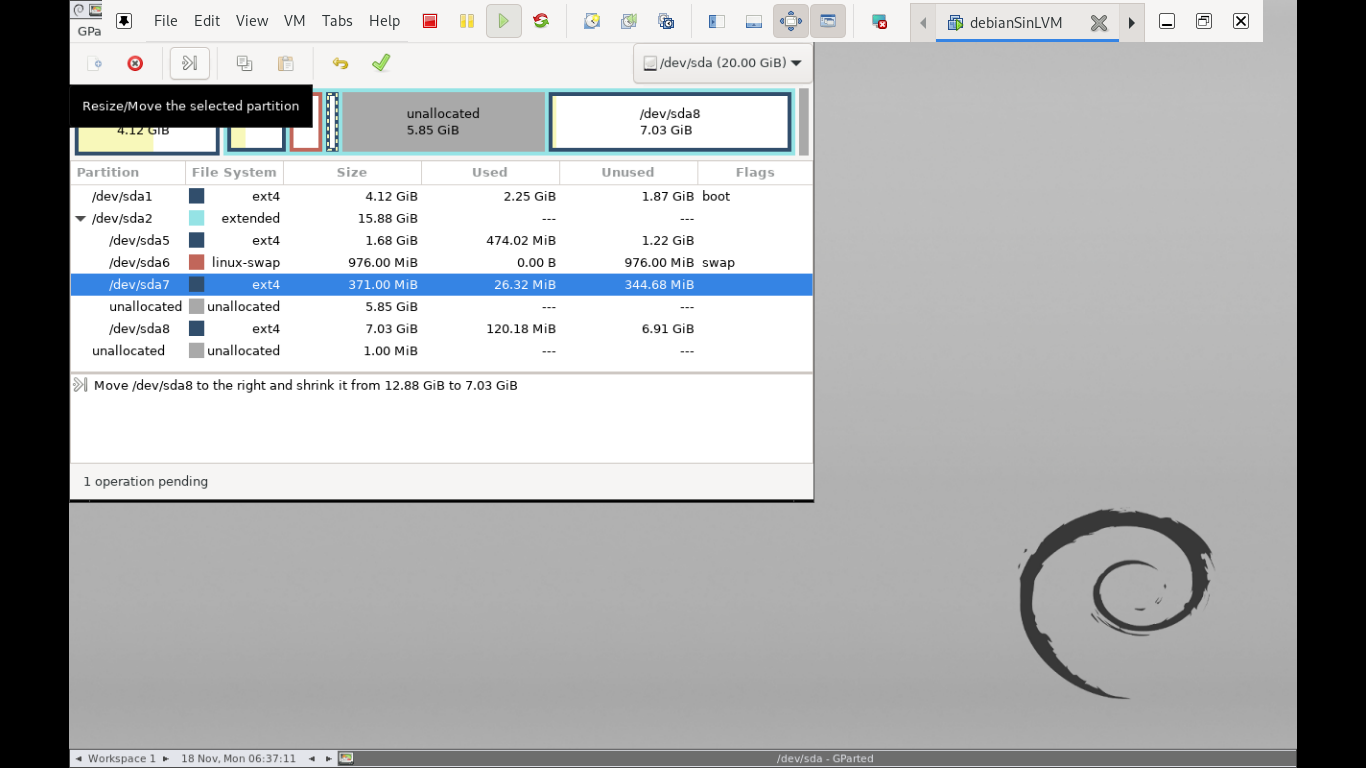 File Edit View VM Tabs Help
debianSinLVM
GPa
/dev/sda (20.00 GiB)
Resize/Move the selected partition
4.12 GiB
unallocated
5.85 GiB
/dev/sda8
7.03 GiB
Partition File System Size Used Unused Flags
/dev/sda1 ext4 4.12 GiB 2.25 GiB 1.87 GiB boot
/dev/sda2 extended 15.88 GiB --- ---
/dev/sda5 ext4 1.68 GiB 474.02 MiB 1.22 GiB
/dev/sda6 linux-swap 976.00 MiB 0.00 B 976.00 MiB swap
/dev/sda7 ext4 371.00 MiB 26.32 MiB 344.68 MiB
unallocated unallocated 5.85 GiB --- ---
/dev/sda8 ext4 7.03 GiB 120.18 MiB 6.91 GiB
unallocated unallocated 1.00 MiB --- ---
Move /dev/sda8 to the right and shrink it from 12.88 GiB to 7.03 GiB
1 operation pending
Workspace 1 18 Nov, Mon 06:37:11 /dev/sda - GParted